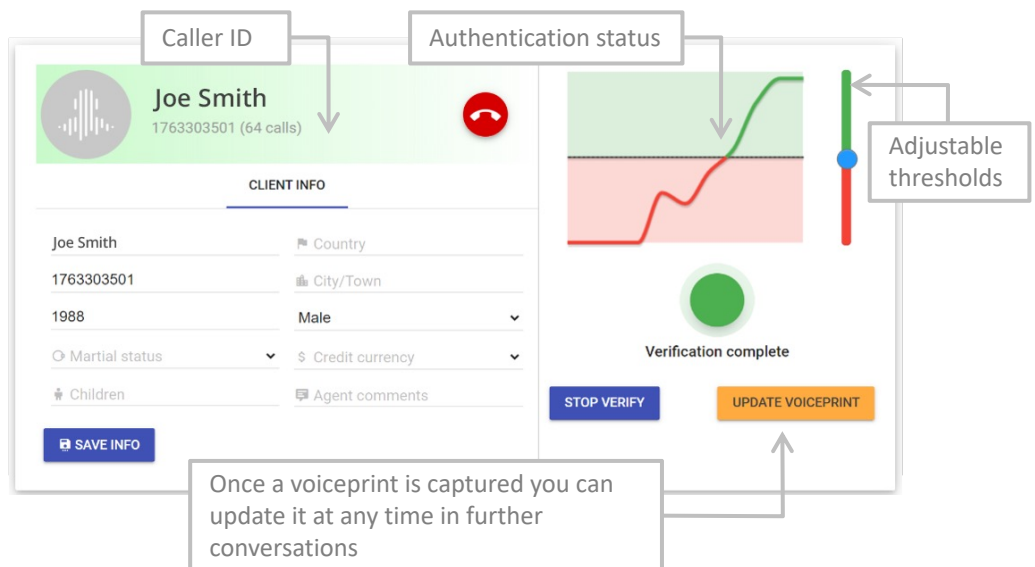 Caller ID
Authentication status
Joe Smith
1763303501 (64 calls)
Adjustable
thresholds
CLIENT INFO
Joe Smith
Country
1763303501
City/Town
1988
Male
Martial status
Credit currency
Children
Agent comments
SAVE INFO
Verification complete
STOP VERIFY
UPDATE VOICEPRINT
Once a voiceprint is captured you can
update it at any time in further
conversations